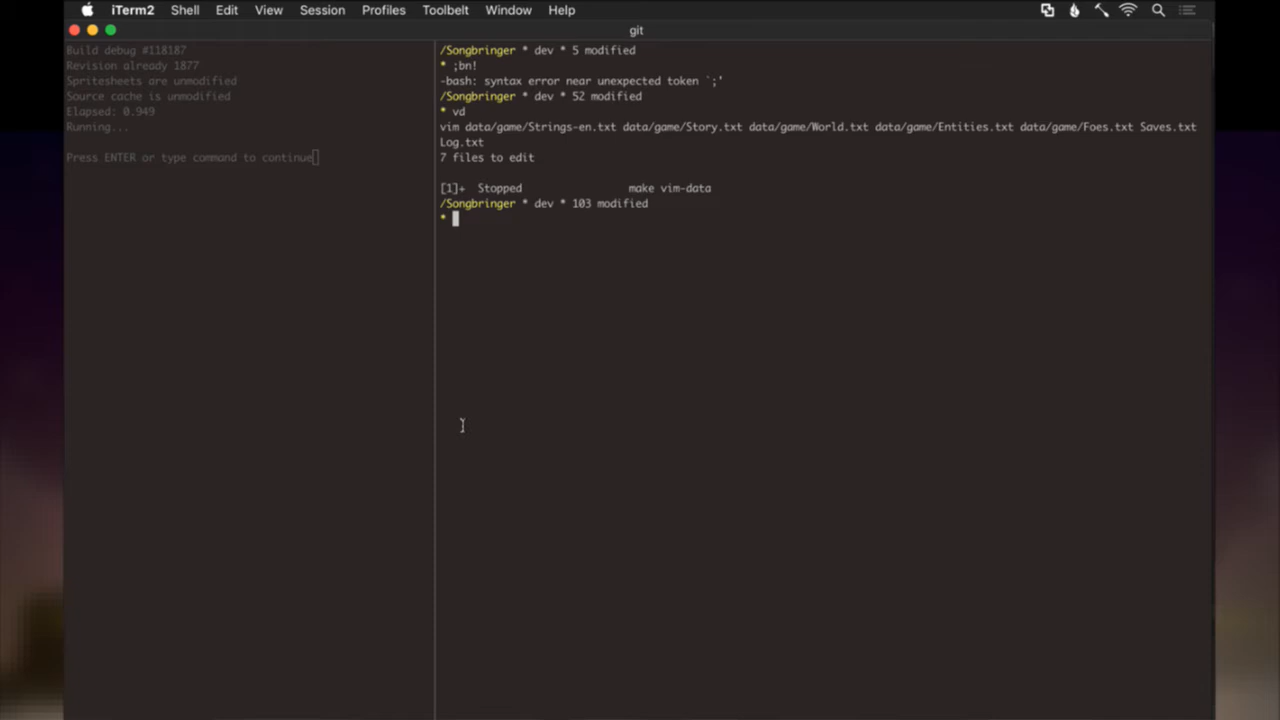 iTerm2 Shell Edit View Session Profiles Toolbelt Window Help
git
Build debug #118187
Revision already 1877
Spritesheets are unmodified
Source cache is unmodified
Elapsed: 0.949
Running...
Press ENTER or type command to continue
/Songbringer * dev * 5 modified
* ;bn!
-bash: syntax error near unexpected token `;'
/Songbringer * dev * 52 modified
* vd
vim data/game/Strings-en.txt data/game/Story.txt data/game/World.txt data/game/Entities.txt data/game/Foes.txt Saves.txt
Log.txt
7 files to edit
[1]+  Stopped                 make vim-data
/Songbringer * dev * 103 modified
*